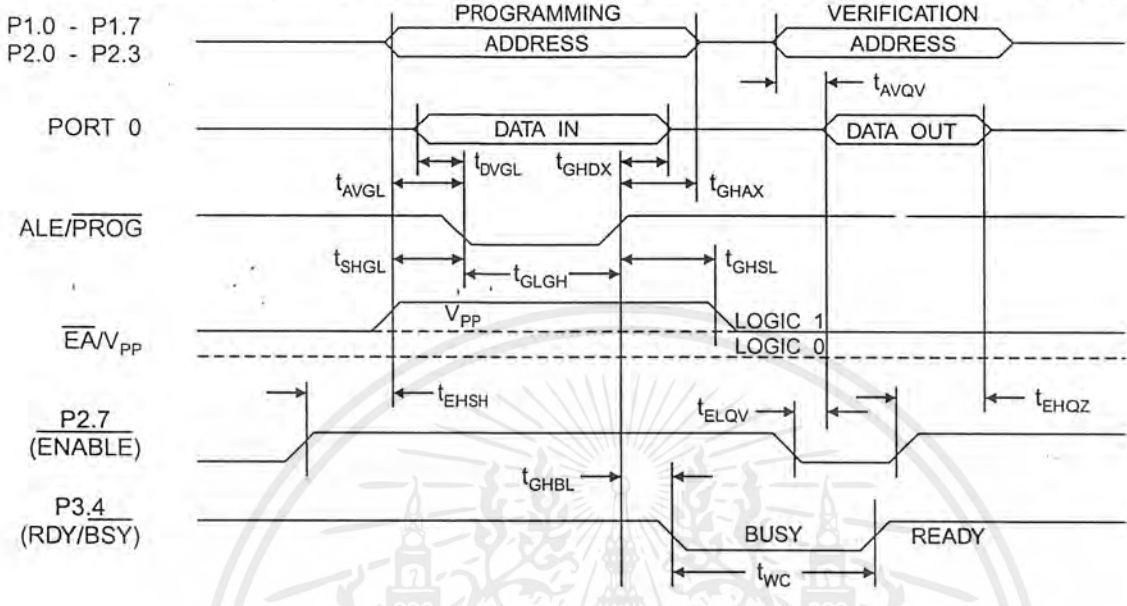 PROGRAMMING VERIFICATION
P1.0 - P1.7
P2.0 - P2.3
ADDRESS ADDRESS
tAVQV
PORT 0 DATA IN DATA OUT
tDVGL tGHDX
tAVGL tGHAX
ALE/PROG
tSHGL tGLGH tGHSL
VPP LOGIC 1
EA/VPP LOGIC 0
tEHSH tELQV tEHQZ
P2.7
(ENABLE)
tGHBL
P3.4
(RDY/BSY) BUSY READY
tWC